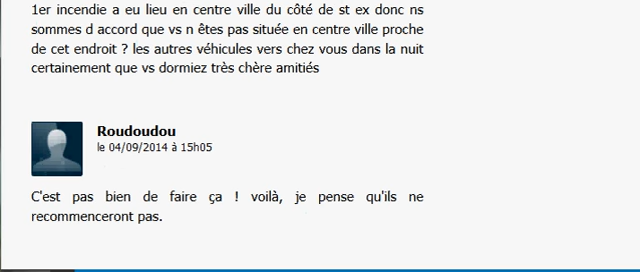 1er incendie a eu lieu en centre ville du côté de st ex donc ns
sommes d accord que vs n êtes pas située en centre ville proche
de cet endroit ? les autres véhicules vers chez vous dans la nuit
certainement que vs dormiez très chère amitiés
Roudoudou
le 04/09/2014 à 15h05
C'est pas bien de faire ça ! voilà, je pense qu'ils ne
recommenceront pas.